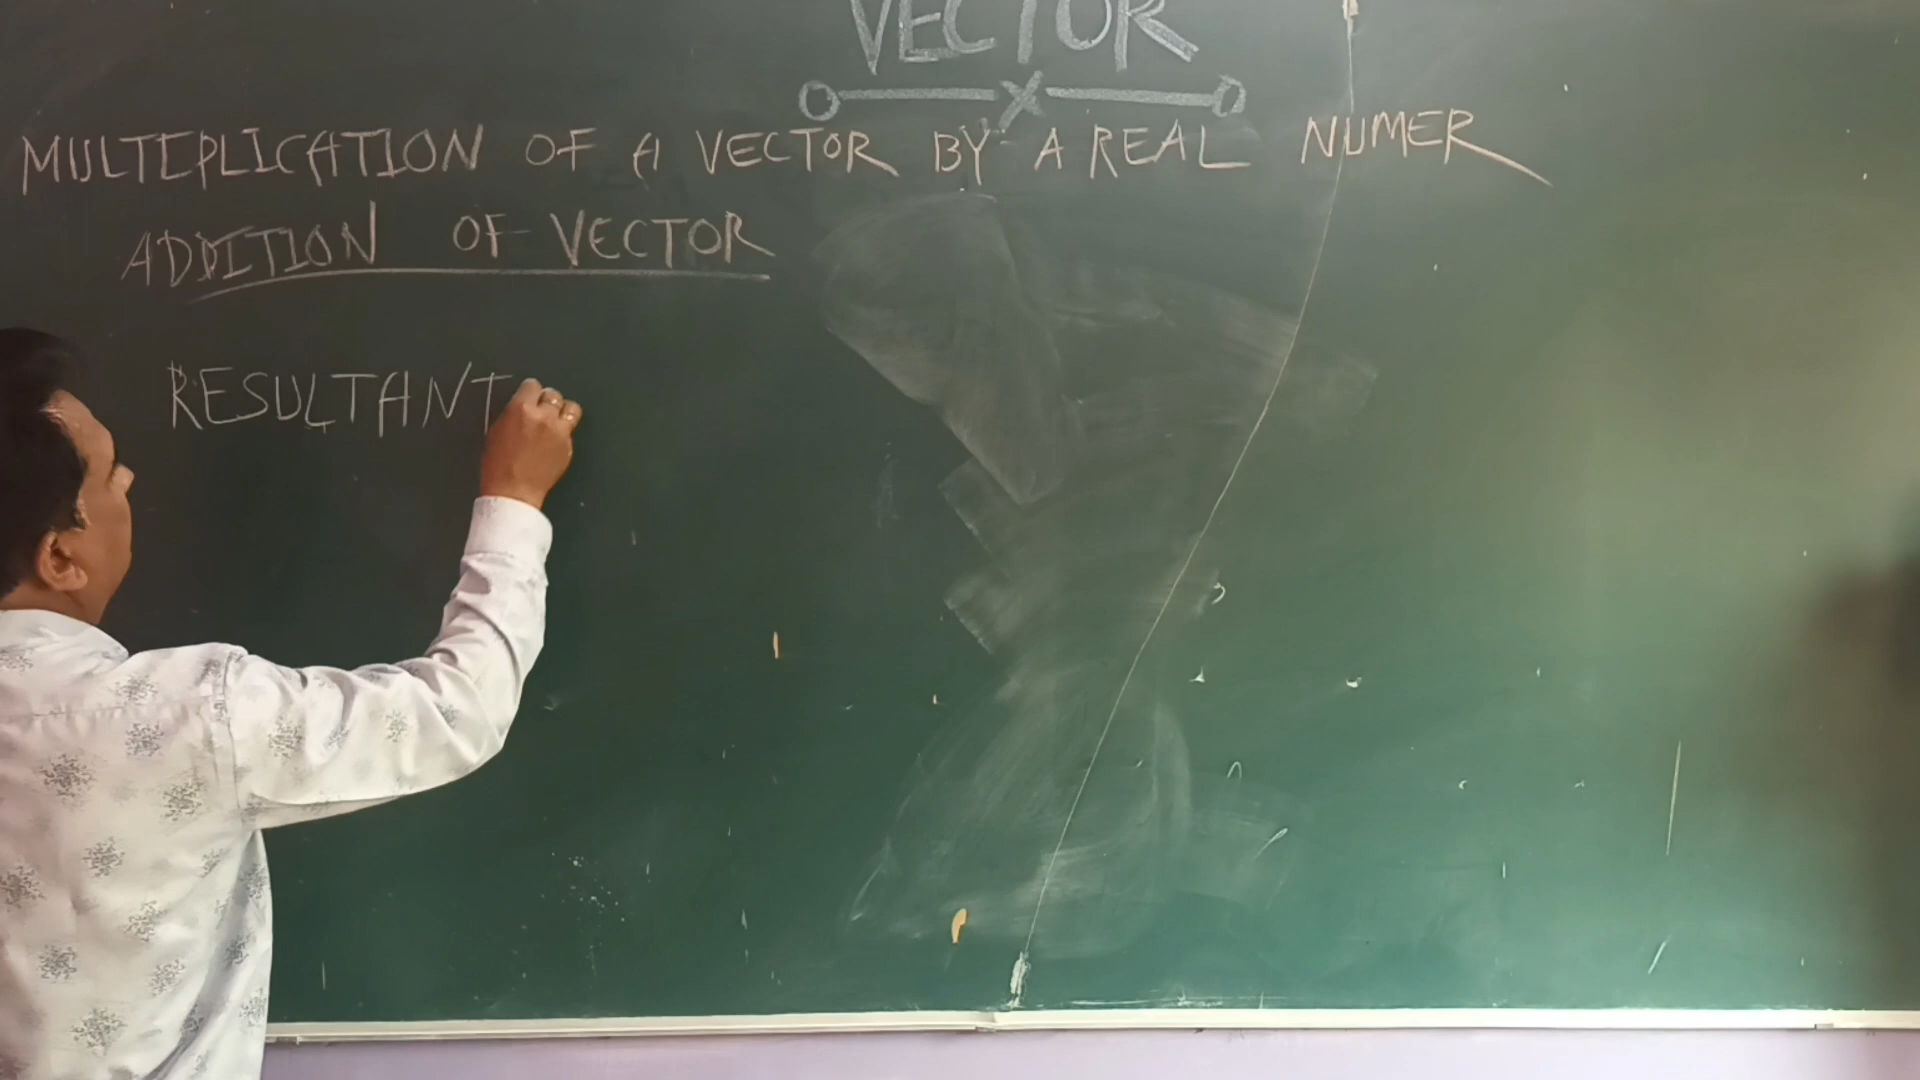 VECTOR
MULTIPLICATION OF A VECTOR BY A REAL NUMER
ADDITION OF VECTOR
RESULTANT